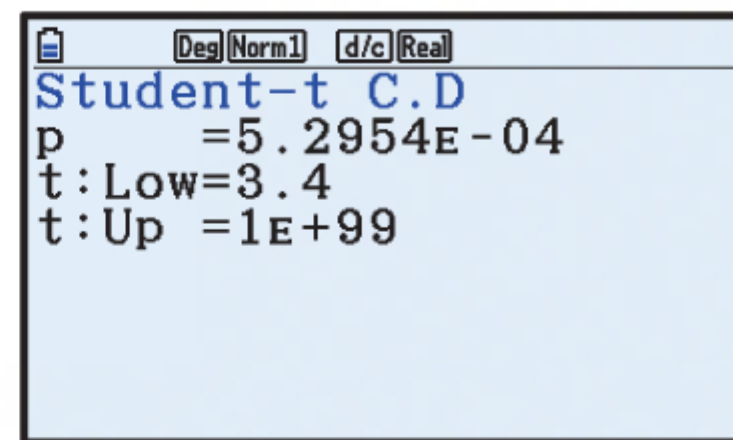 Deg Norm1 d/c Real
Student-t C.D
p =5.2954E-04
t:Low=3.4
t:Up =1E+99